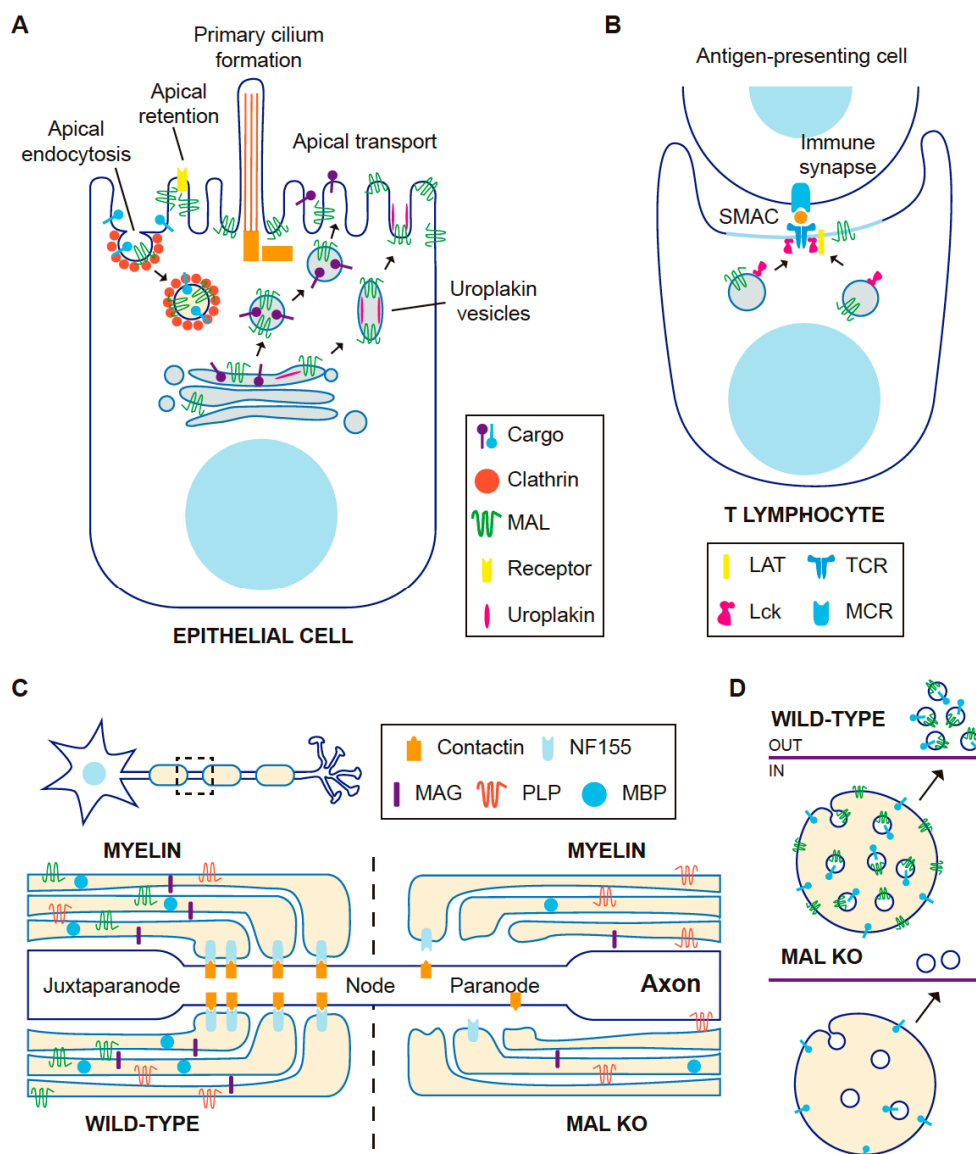 A
Primary cilium
formation
Apical
retention
Apical
endocytosis
Apical transport
Uroplakin
vesicles
EPITHELIAL CELL
Cargo
Clathrin
MAL
Receptor
Uroplakin
B
Antigen-presenting cell
Immune
synapse
SMAC
T LYMPHOCYTE
LAT
TCR
Lck
MCR
C
Contactin
NF155
MAG
PLP
MBP
MYELIN
MYELIN
Juxtaparanode
Node
Paranode
Axon
WILD-TYPE
MAL KO
D
WILD-TYPE
OUT
IN
MAL KO